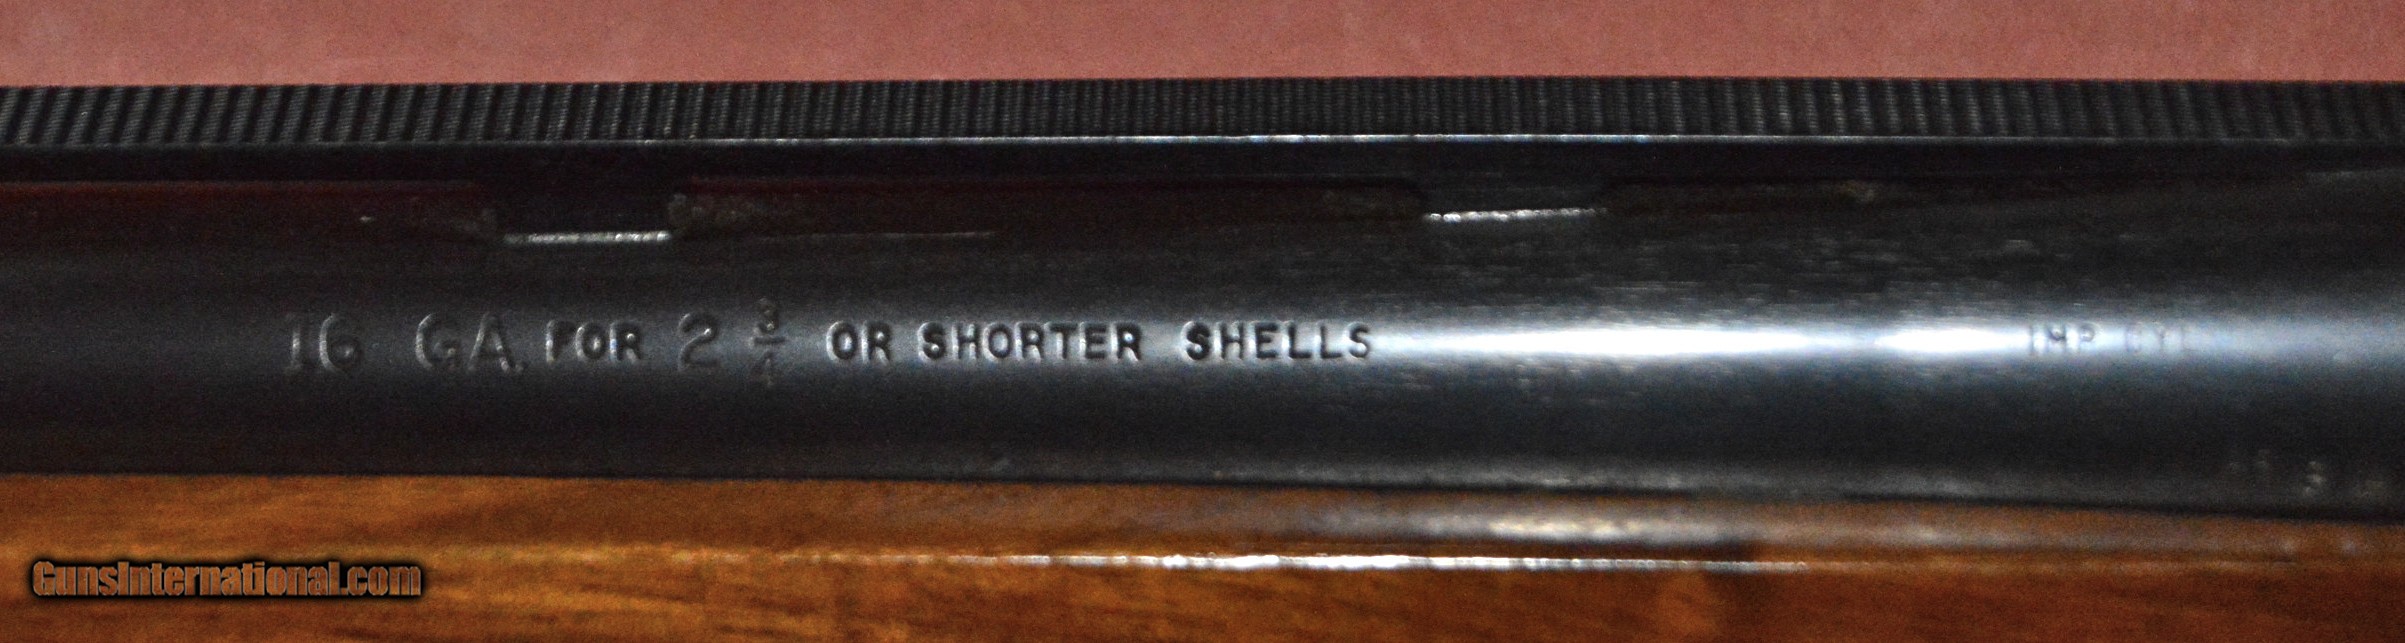 16 GA. FOR 2 3/4 OR SHORTER SHELLS IMP CYL
GunsInternational.com